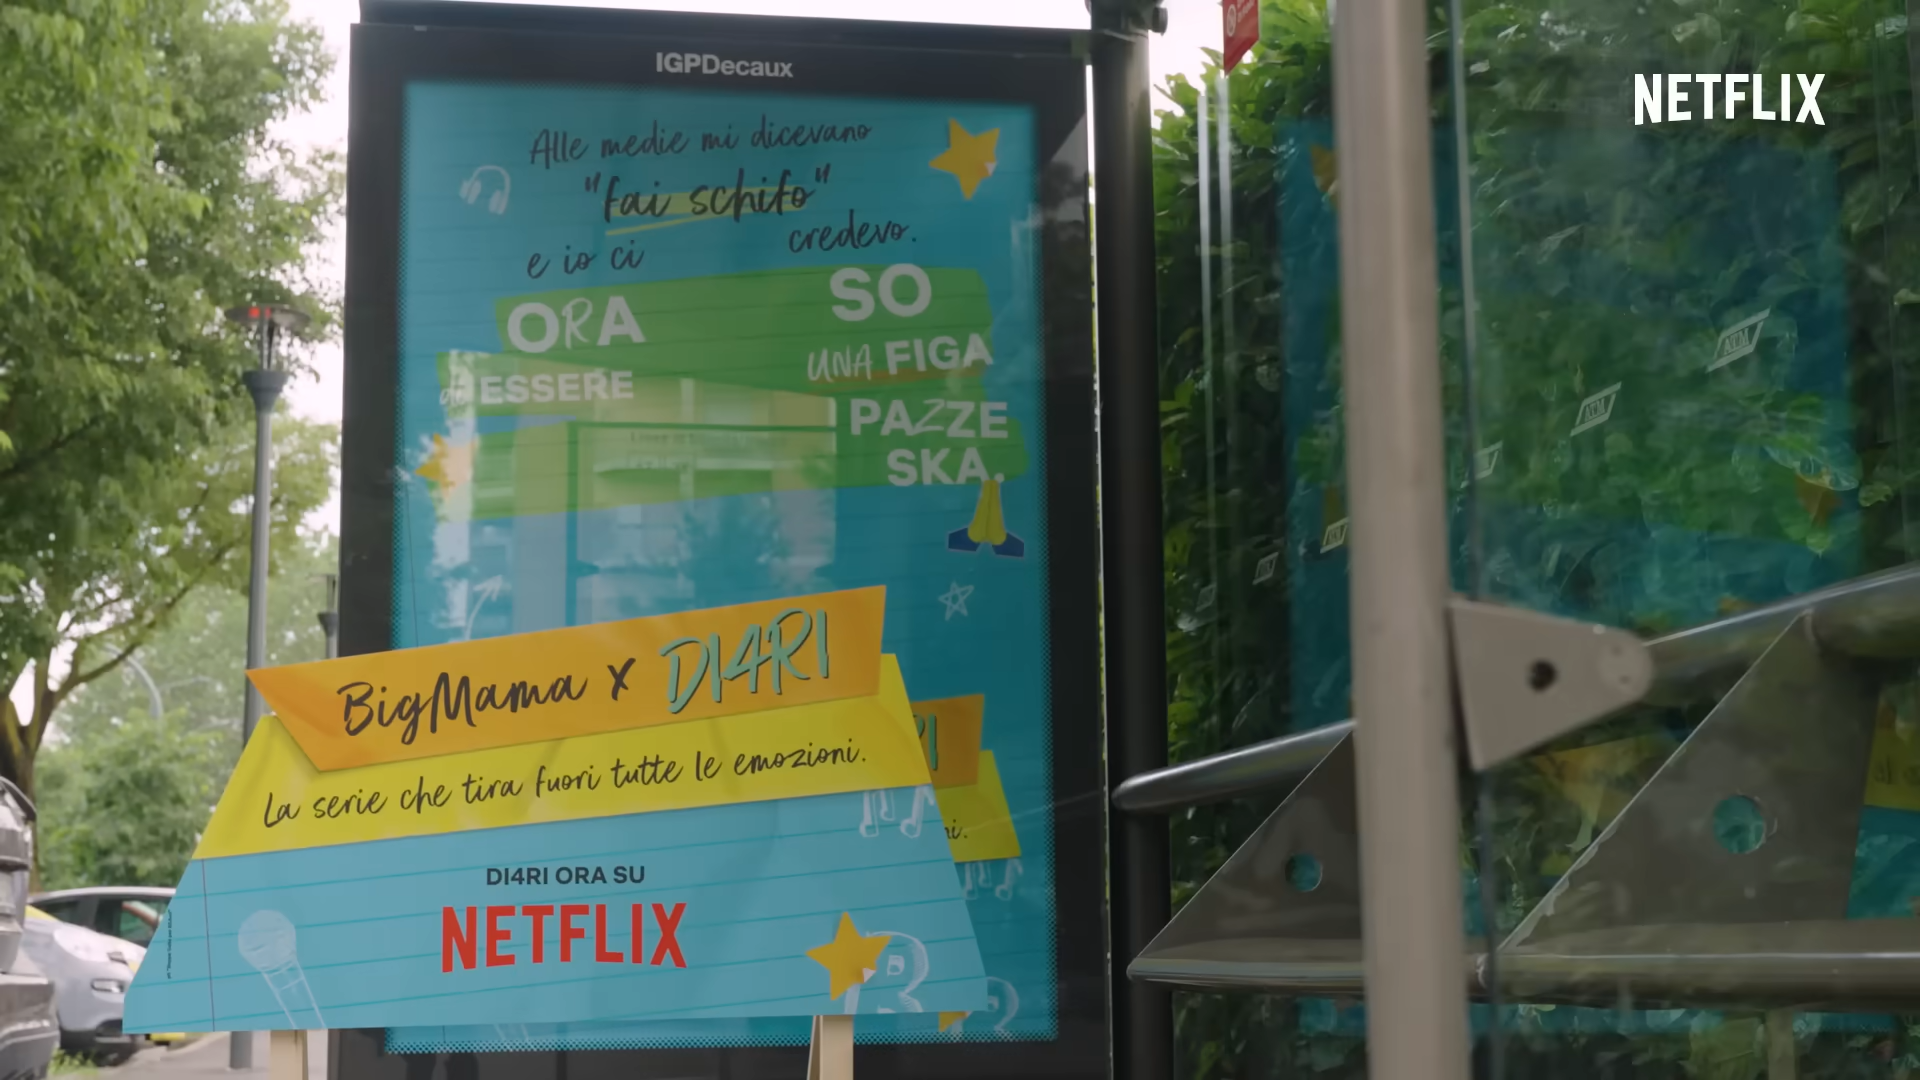 IGPDecaux
NETFLIX
Alle medie mi dicevano
"fai schifo"
e io ci credevo.
ORA SO
di ESSERE UNA FIGA
PAZZE
SKA.
BigMama x DI4RI
La serie che tira fuori tutte le emozioni.
DI4RI ORA SU
NETFLIX